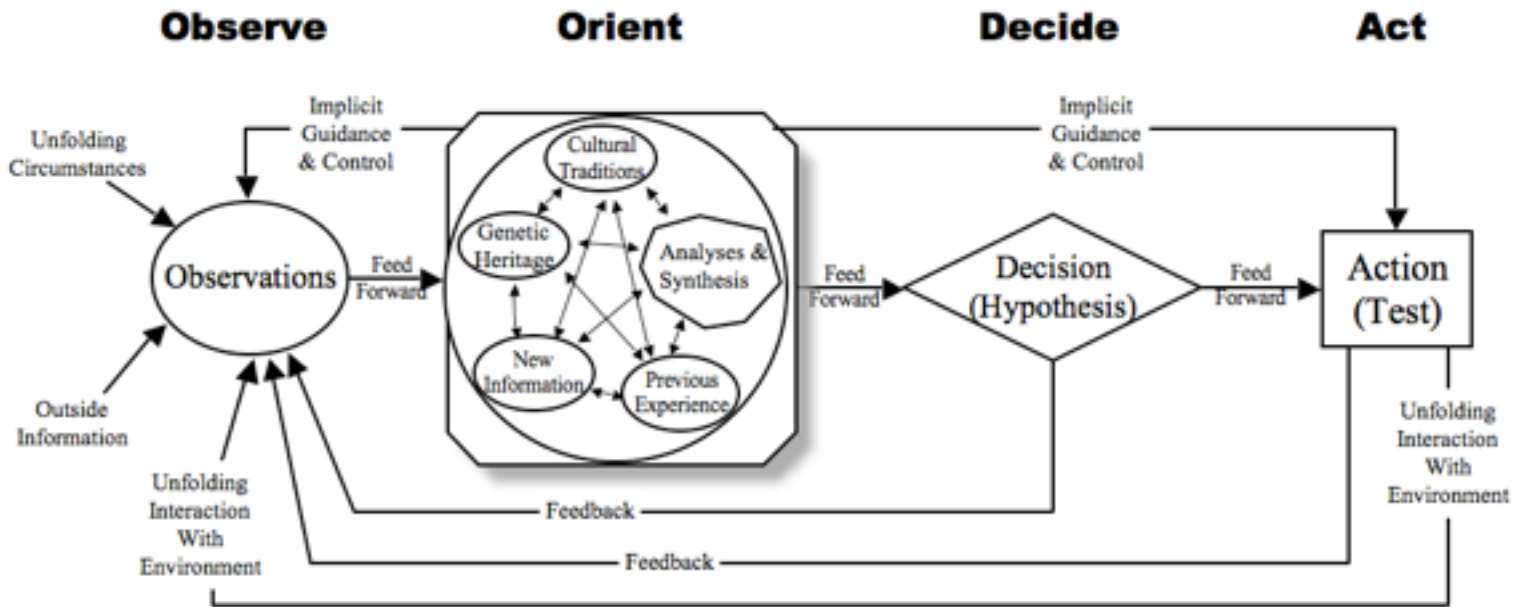 Observe
Orient
Decide
Act
Implicit
Guidance
& Control
Implicit
Guidance
& Control
Unfolding
Circumstances
Cultural
Traditions
Genetic
Heritage
Analyses &
Synthesis
New
Information
Previous
Experience
Observations
Feed
Forward
Feed
Forward
Decision
(Hypothesis)
Feed
Forward
Action
(Test)
Outside
Information
Unfolding
Interaction
With
Environment
Unfolding
Interaction
With
Environment
Feedback
Feedback